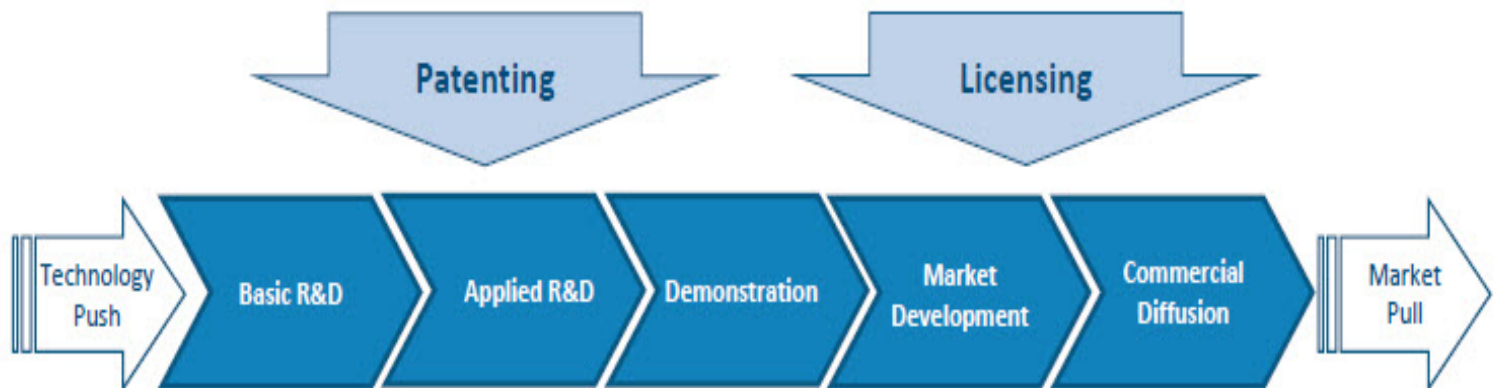 Patenting
Licensing
Technology
Push
Basic R&D
Applied R&D
Demonstration
Market
Development
Commercial
Diffusion
Market
Pull